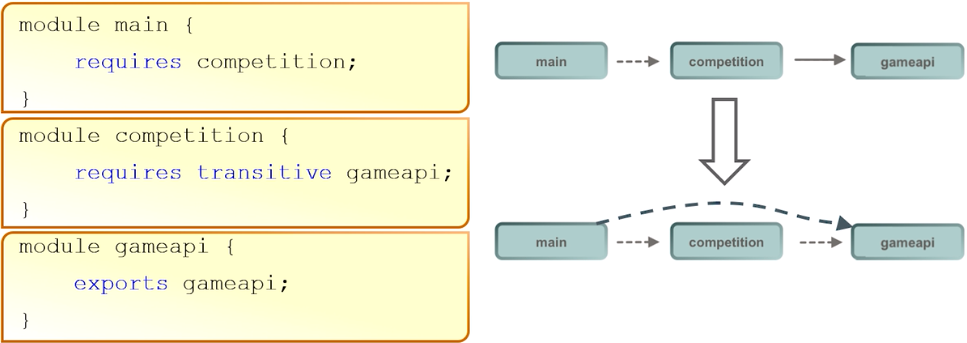 module main {
requires competition;
}
module competition {
requires transitive gameapi;
}
module gameapi {
exports gameapi;
}
main
competition
gameapi
main
competition
gameapi